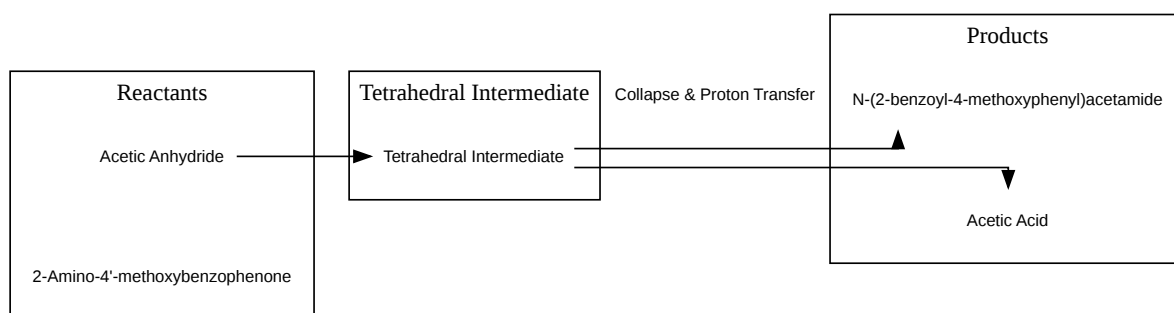 Reactants
Acetic Anhydride
2-Amino-4'-methoxybenzophenone
Tetrahedral Intermediate
Tetrahedral Intermediate
Collapse & Proton Transfer
Products
N-(2-benzoyl-4-methoxyphenyl)acetamide
Acetic Acid